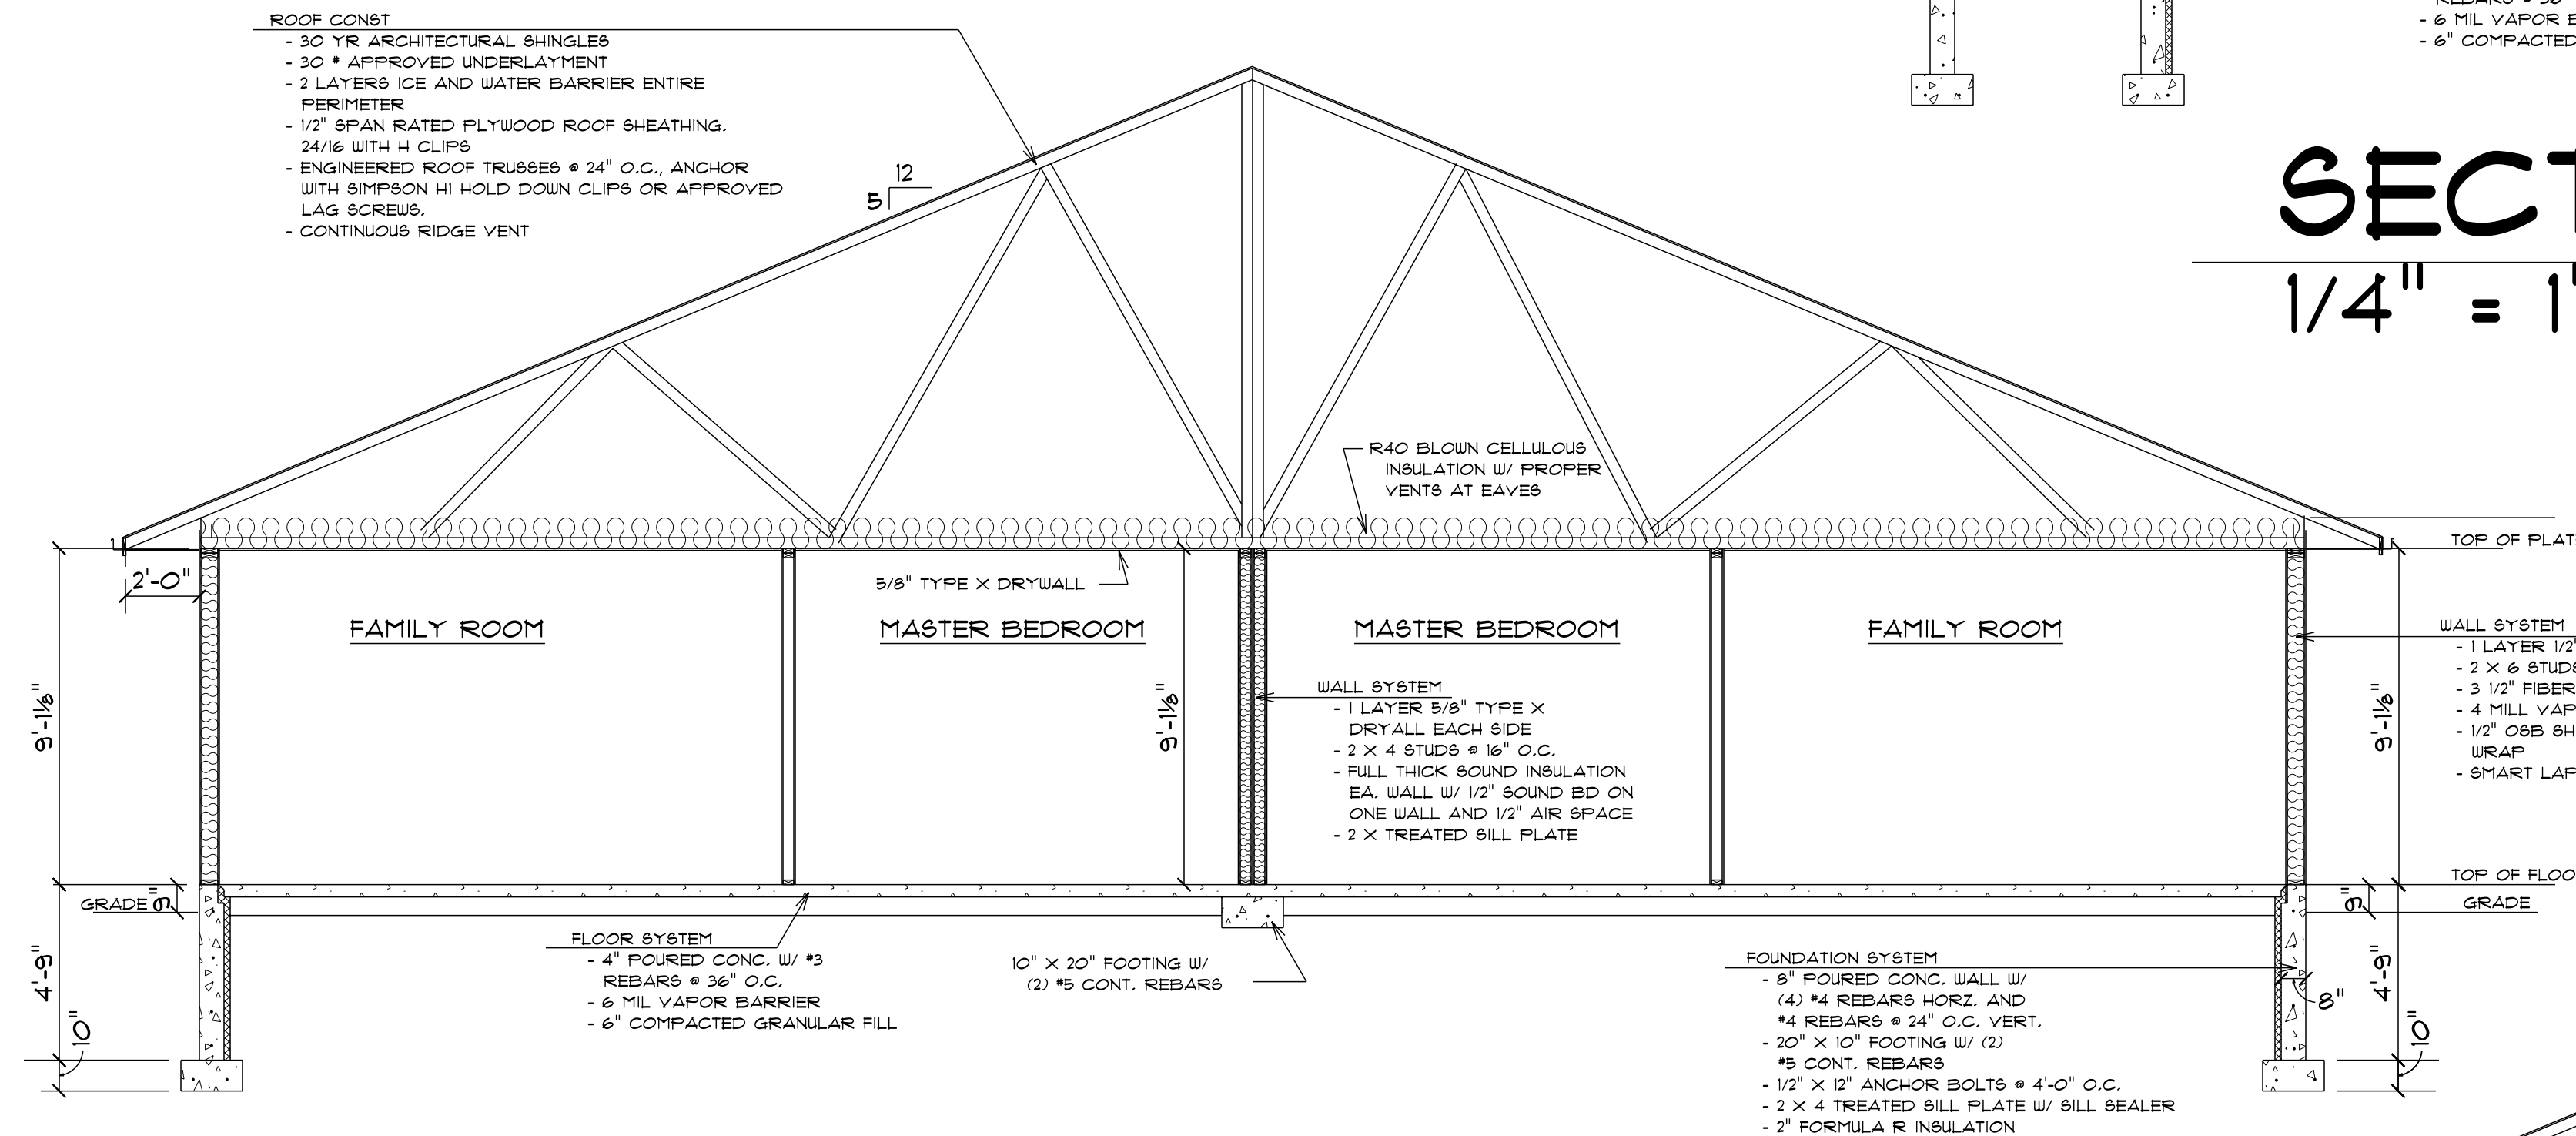 ROOF CONST
- 30 YR ARCHITECTURAL SHINGLES
- 30 # APPROVED UNDERLAYMENT
- 2 LAYERS ICE AND WATER BARRIER ENTIRE
PERIMETER
- 1/2" SPAN RATED PLYWOOD ROOF SHEATHING.
24/16 WITH H CLIPS
- ENGINEERED ROOF TRUSSES @ 24" O.C., ANCHOR
WITH SIMPSON H1 HOLD DOWN CLIPS OR APPROVED
LAG SCREWS.
- CONTINUOUS RIDGE VENT
12
5
- 6 MIL VAPOR
- 6" COMPACTED
1/4" = 1'
R40 BLOWN CELLULOUS
INSULATION W/ PROPER
VENTS AT EAVES
TOP OF
2'-0"
5/8" TYPE X DRYWALL
FAMILY ROOM
MASTER BEDROOM
MASTER BEDROOM
FAMILY ROOM
9'-1 1/8"
9'-1 1/8"
9'-1 1/8"
WALL SYSTEM
- 1 LAYER 5/8" TYPE X
DRYALL EACH SIDE
- 2 X 4 STUDS @ 16" O.C.
- FULL THICK SOUND INSULATION
EA. WALL W/ 1/2" SOUND BD ON
ONE WALL AND 1/2" AIR SPACE
- 2 X TREATED SILL PLATE
WALL SYSTEM
- 1 LAYER 1/2"
- 2 X 6 STUDS
- 3 1/2" FIBER
- 4 MILL VAP
- 1/2" OSB SH
WRAP
- SMART LAP
TOP OF FLOO
GRADE
9"
GRADE
9"
4'-9"
10"
FLOOR SYSTEM
- 4" POURED CONC. W/ #3
REBARS @ 36" O.C.
- 6 MIL VAPOR BARRIER
- 6" COMPACTED GRANULAR FILL
10" X 20" FOOTING W/
(2) #5 CONT. REBARS
FOUNDATION SYSTEM
- 8" POURED CONC. WALL W/
(4) #4 REBARS HORZ. AND
#4 REBARS @ 24" O.C. VERT.
- 20" X 10" FOOTING W/ (2)
#5 CONT. REBARS
- 1/2" X 12" ANCHOR BOLTS @ 4'-0" O.C.
- 2 X 4 TREATED SILL PLATE W/ SILL SEALER
- 2" FORMULA R INSULATION
8"
4'-9"
10"